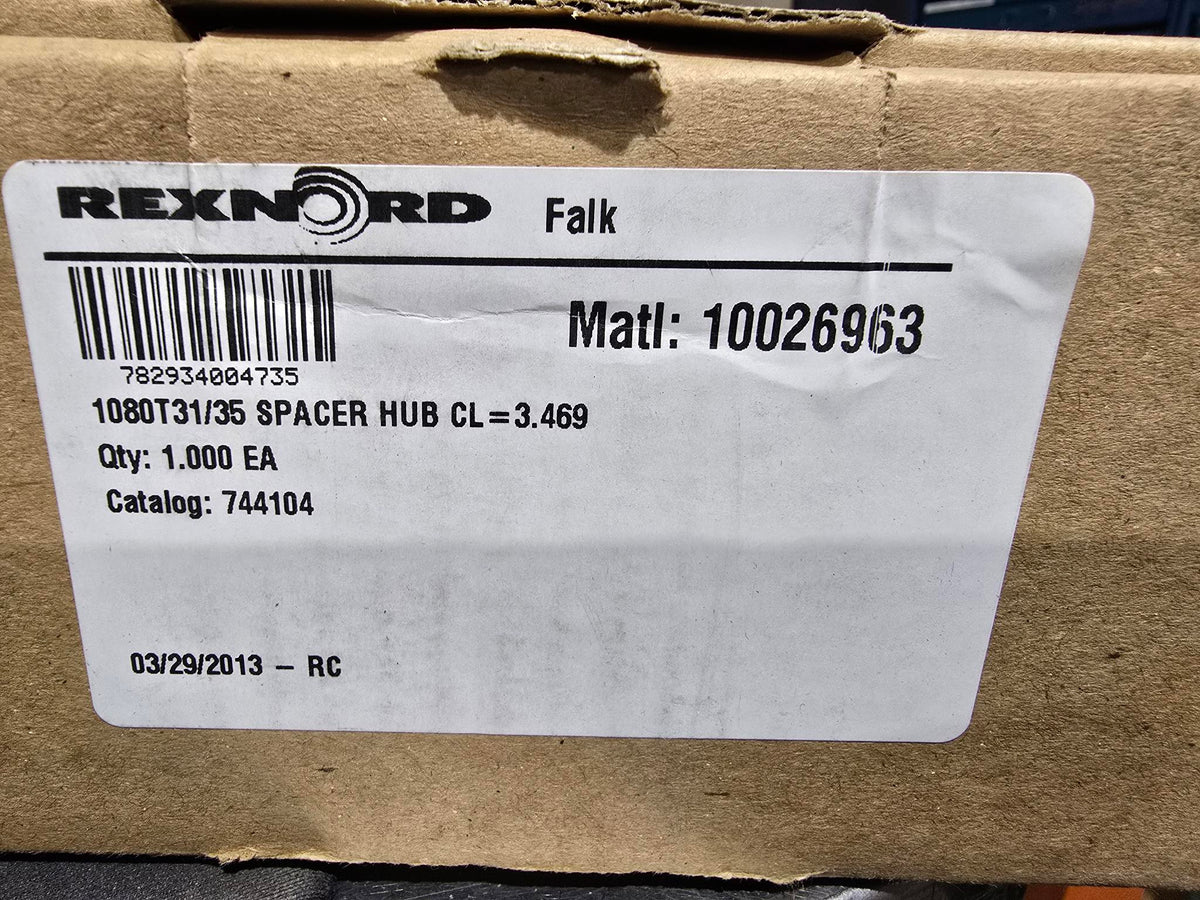 REXNORD Falk
Matl: 10026963
782934004735
1080T31/35 SPACER HUB CL=3.469
Qty: 1.000 EA
Catalog: 744104
03/29/2013 – RC